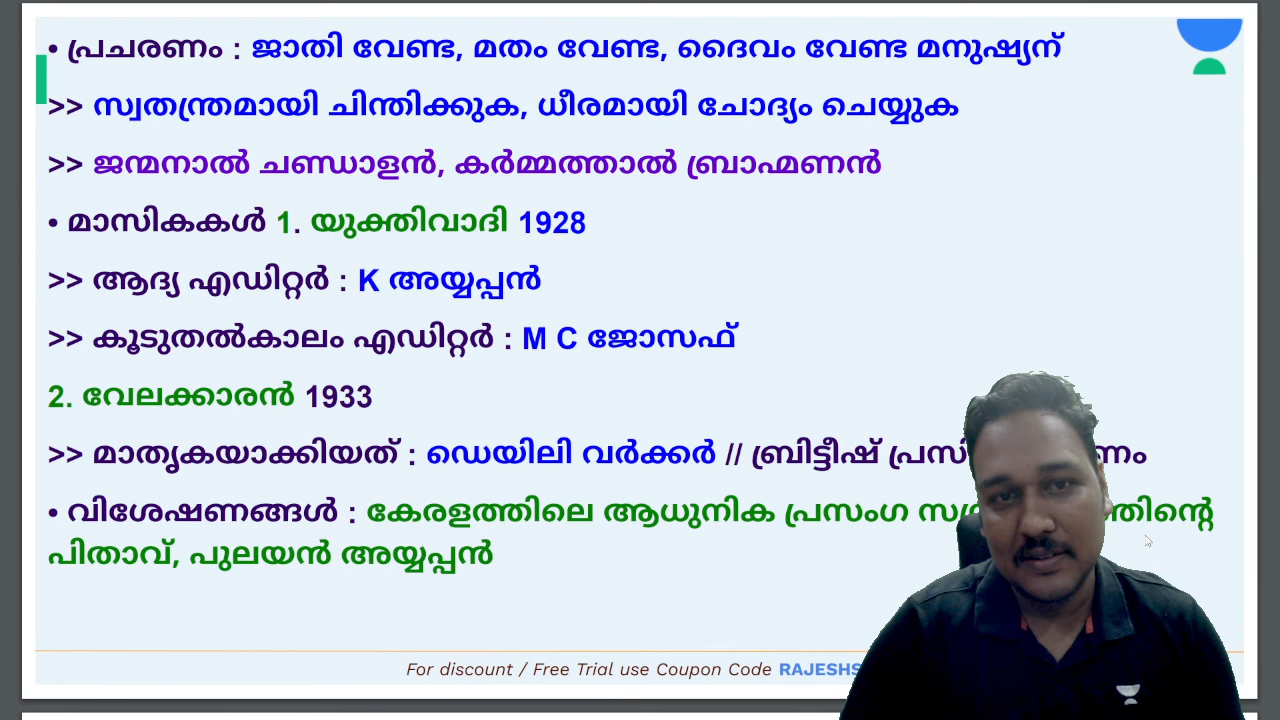 • പ്രചരണം : ജാതി വേണ്ട, മതം വേണ്ട, ദൈവം വേണ്ട മനുഷ്യന്
>> സ്വതന്ത്രമായി ചിന്തിക്കുക, ധീരമായി ചോദ്യം ചെയ്യുക
>> ജന്മനാൽ ചണ്ഡാളൻ, കർമ്മത്താൽ ബ്രാഹ്മണൻ
• മാസികകൾ 1. യുക്തിവാദി 1928
>> ആദ്യ എഡിറ്റർ : K അയ്യപ്പൻ
>> കൂടുതൽകാലം എഡിറ്റർ : M C ജോസഫ്
2. വേലക്കാരൻ 1933
>> മാതൃകയാക്കിയത് : ഡെയിലി വർക്കർ // ബ്രിട്ടീഷ്
• വിശേഷണങ്ങൾ : കേരളത്തിലെ ആധുനിക പ്രസംഗ
പിതാവ്, പുലയൻ അയ്യപ്പൻ
For discount / Free Trial use Coupon Code RAJESHS